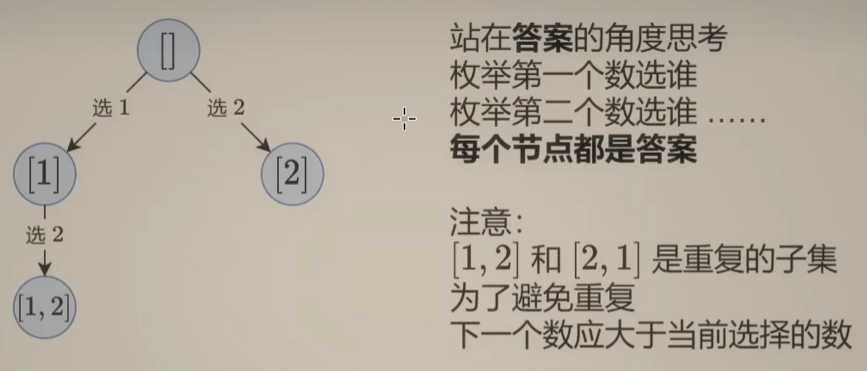 []
选 1
选 2
[1]
[2]
选 2
[1, 2]
站在答案的角度思考
枚举第一个数选谁
枚举第二个数选谁 ……
每个节点都是答案
注意：
[1, 2] 和 [2, 1] 是重复的子集
为了避免重复
下一个数应大于当前选择的数